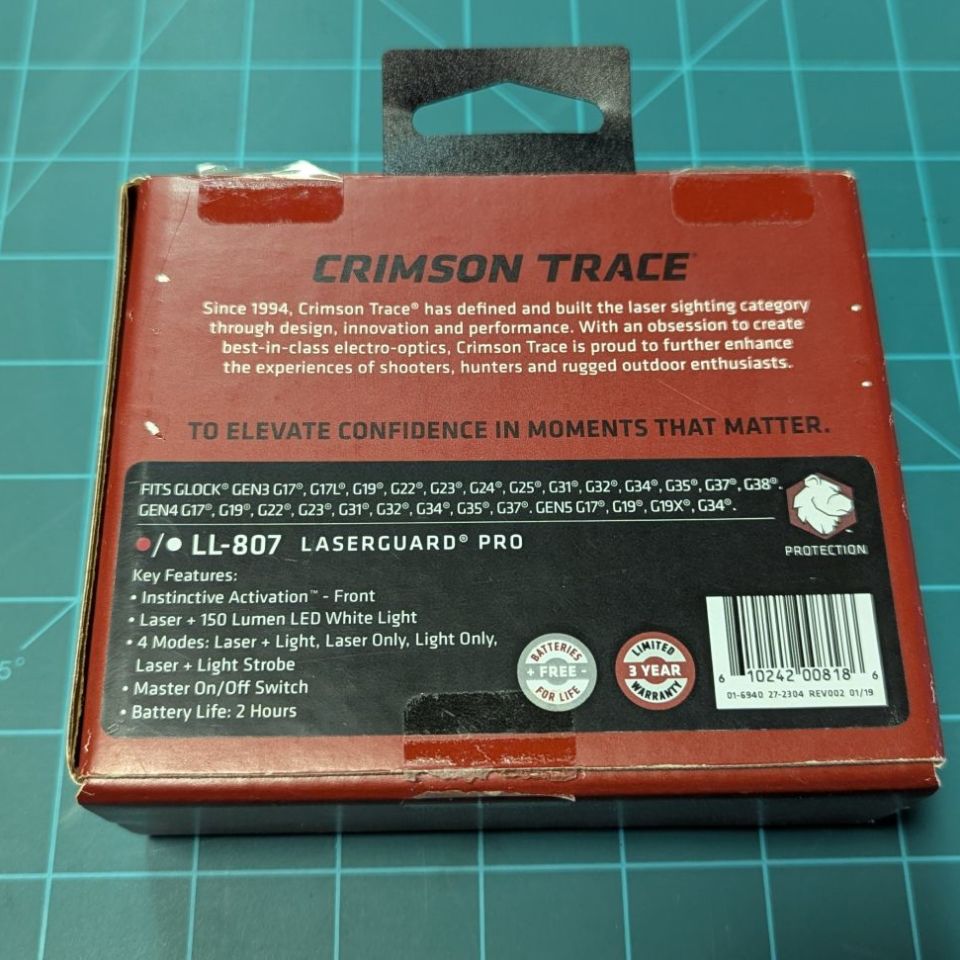 CRIMSON TRACE
Since 1994, Crimson Trace® has defined and built the laser sighting category
through design, innovation and performance. With an obsession to create
best-in-class electro-optics, Crimson Trace is proud to further enhance
the experiences of shooters, hunters and rugged outdoor enthusiasts.
TO ELEVATE CONFIDENCE IN MOMENTS THAT MATTER.
FITS GLOCK® GEN3 G17®, G17L®, G19®, G22®, G23®, G24®, G25®, G31®, G32®, G34®, G35®, G37®, G38®.
GEN4 G17®, G19®, G22®, G23®, G31®, G32®, G34®, G35®, G37®. GEN5 G17®, G19®, G19X®, G34®.
PROTECTION
●/● LL-807 LASERGUARD® PRO
Key Features:
• Instinctive Activation™ - Front
• Laser + 150 Lumen LED White Light
• 4 Modes: Laser + Light, Laser Only, Light Only,
Laser + Light Strobe
• Master On/Off Switch
• Battery Life: 2 Hours
BATTERIES
+ FREE -
FOR LIFE
LIMITED
3 YEAR
WARRANTY
6 10242 00818 6
01-6940 27-2304 REV002 01/19
5°